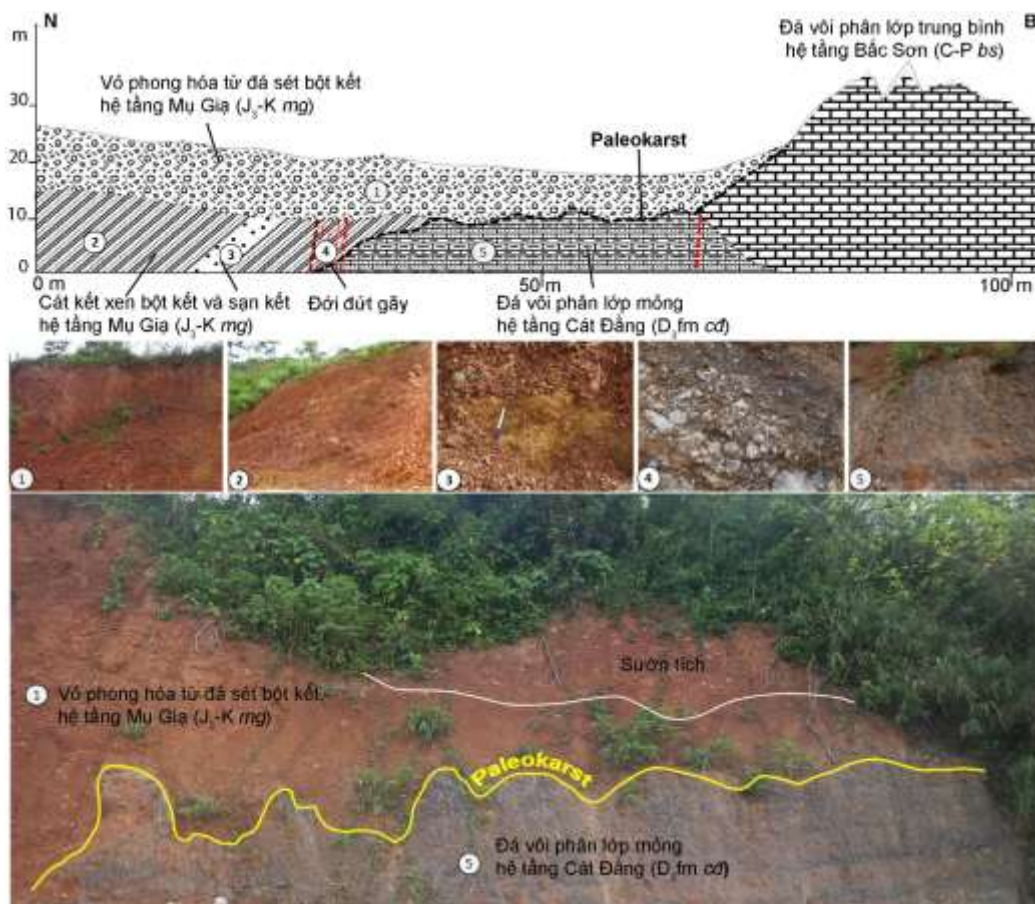 N
B
m
30
20
10
0
0 m
50 m
100 m
Vỏ phong hóa từ đá sét bột kết
hệ tầng Mụ Giạ (J₃-K mg)
Đá vôi phân lớp trung bình
hệ tầng Bắc Sơn (C-P bs)
Paleokarst
1
2
3
4
5
Cát kết xen bột kết và sạn kết
hệ tầng Mụ Giạ (J₃-K mg)
Đới đứt gãy
Đá vôi phân lớp mỏng
hệ tầng Cát Đằng (D₃fm cđ)
1
2
3
4
5
Sườn tích
1 Vỏ phong hóa từ đá sét bột kết
hệ tầng Mụ Giạ (J₃-K mg)
Paleokarst
Đá vôi phân lớp mỏng
5 hệ tầng Cát Đằng (D₃fm cđ)